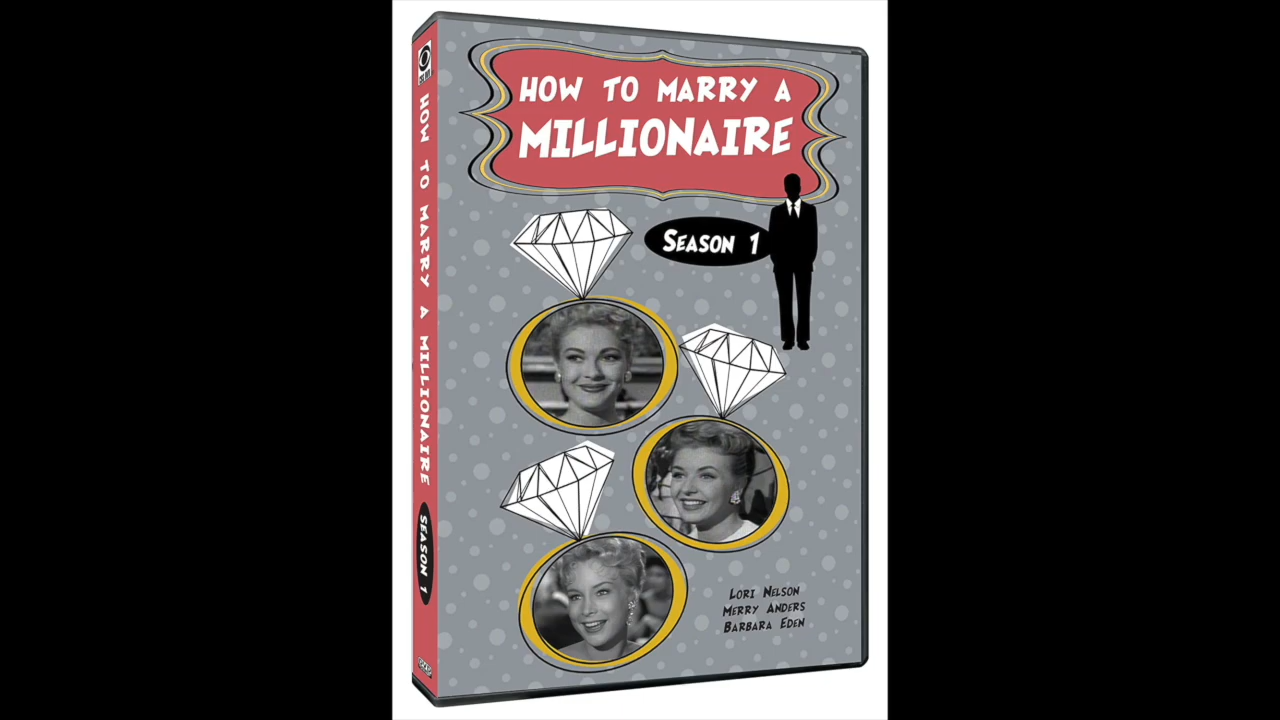 HOW TO MARRY A
MILLIONAIRE
SEASON 1
LORI NELSON
MERRY ANDERS
BARBARA EDEN
HOW TO MARRY A MILLIONAIRE SEASON 1